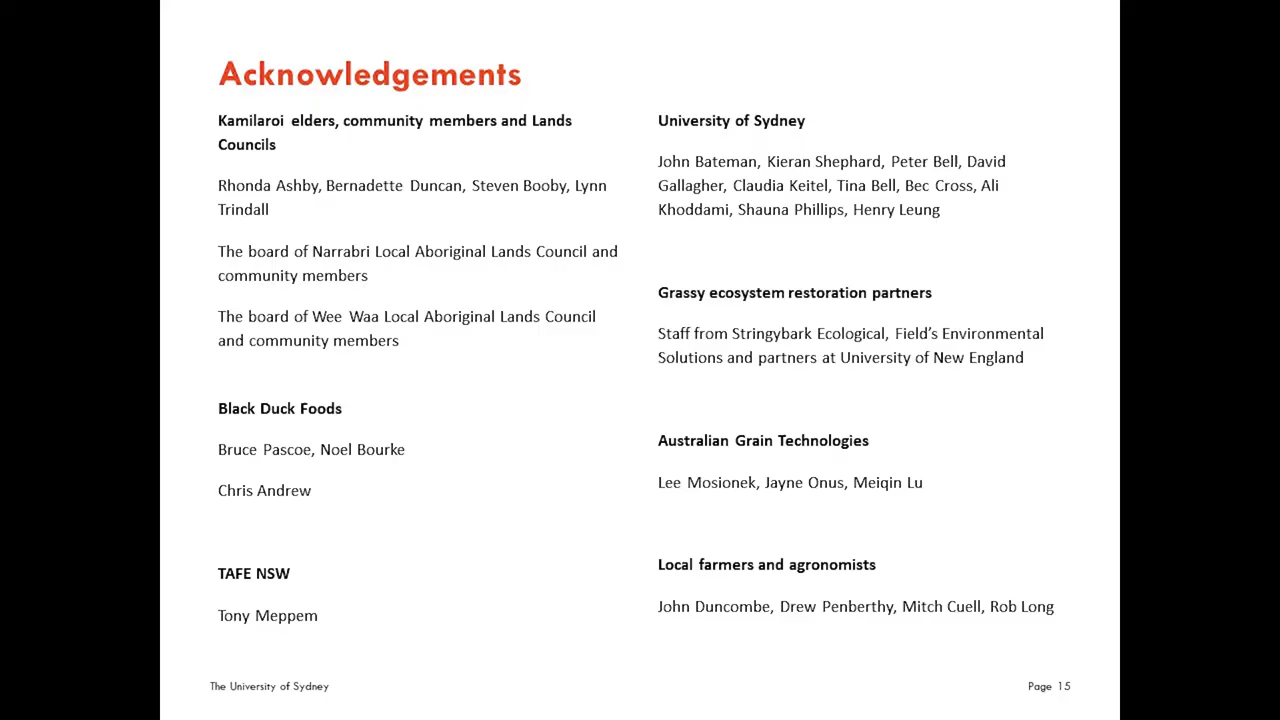 Acknowledgements
Kamilaroi elders, community members and Lands
Councils
Rhonda Ashby, Bernadette Duncan, Steven Booby, Lynn
Trindall
The board of Narrabri Local Aboriginal Lands Council and
community members
The board of Wee Waa Local Aboriginal Lands Council
and community members
Black Duck Foods
Bruce Pascoe, Noel Bourke
Chris Andrew
TAFE NSW
Tony Meppem
University of Sydney
John Bateman, Kieran Shephard, Peter Bell, David
Gallagher, Claudia Keitel, Tina Bell, Bec Cross, Ali
Khoddami, Shauna Phillips, Henry Leung
Grassy ecosystem restoration partners
Staff from Stringybark Ecological, Field’s Environmental
Solutions and partners at University of New England
Australian Grain Technologies
Lee Mosionek, Jayne Onus, Meiqin Lu
Local farmers and agronomists
John Duncombe, Drew Penberthy, Mitch Cuell, Rob Long
The University of Sydney
Page 15